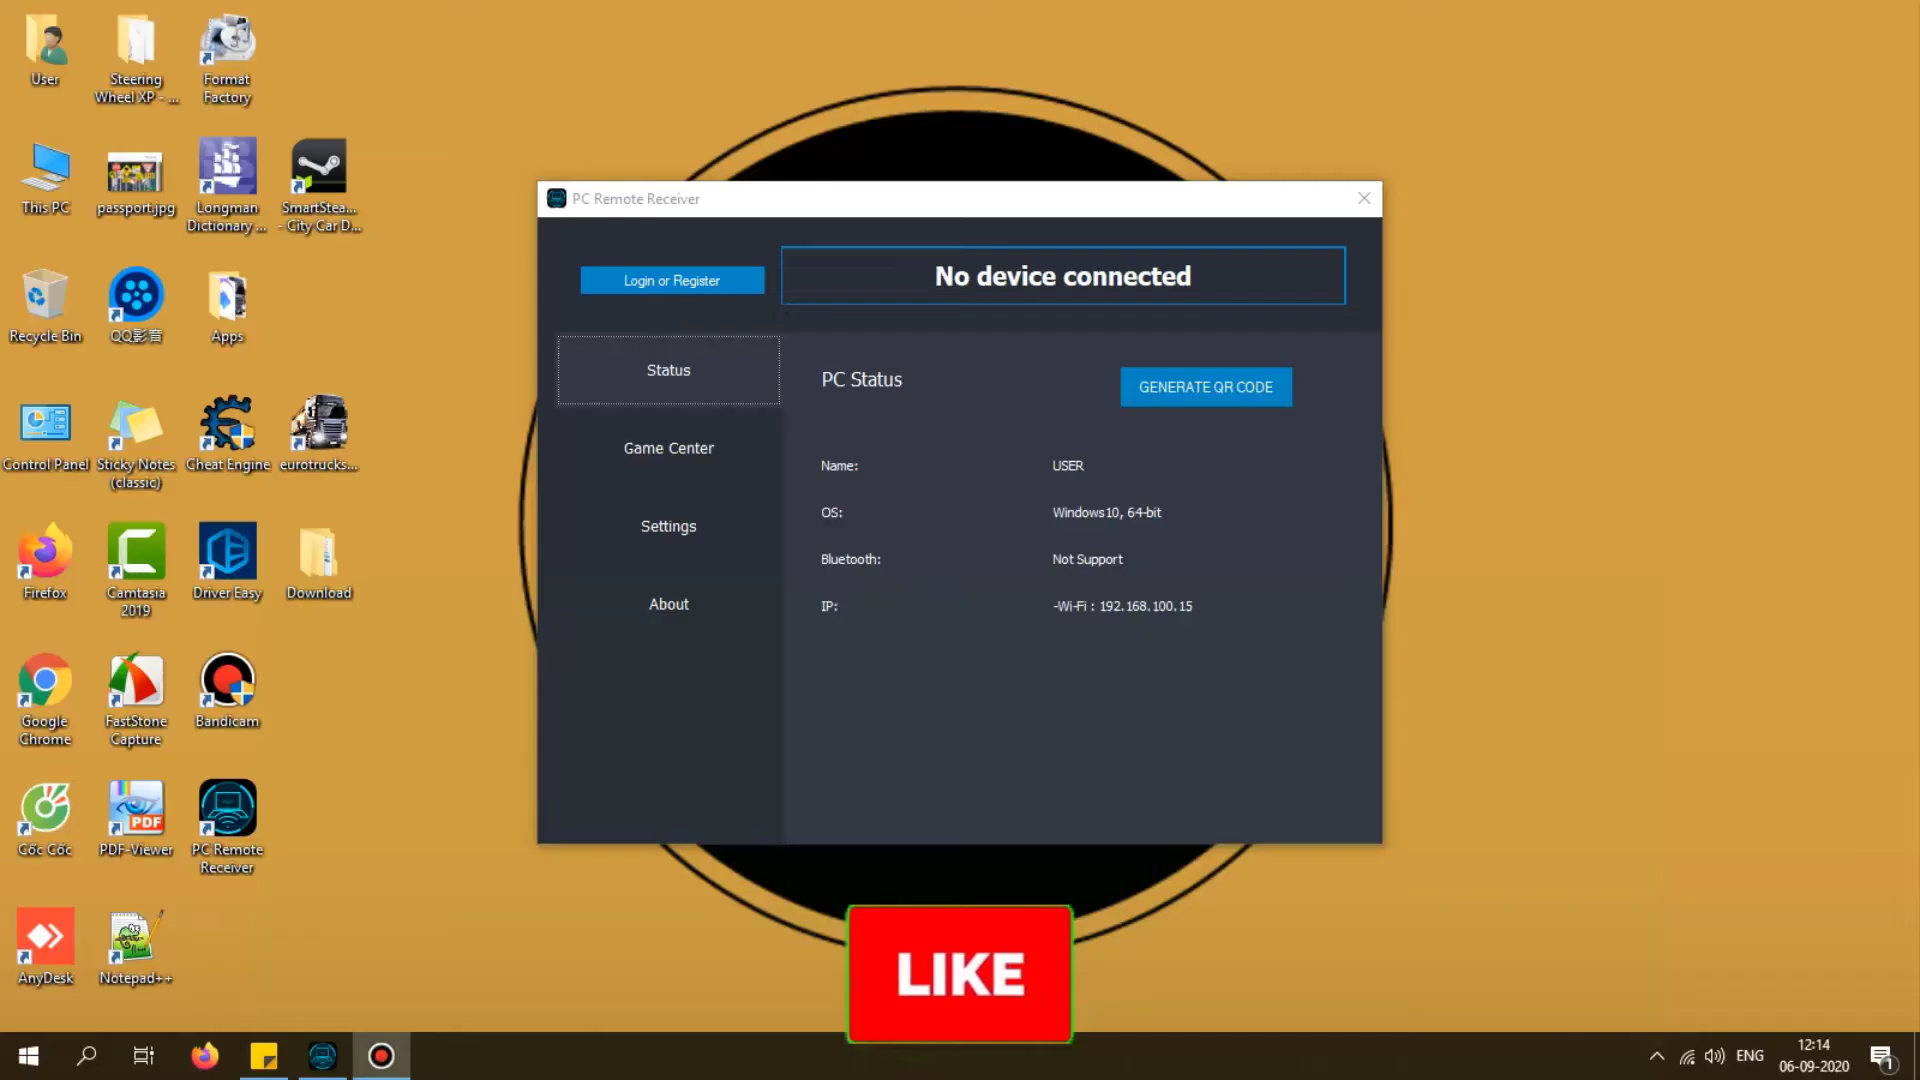 User
Steering
Wheel XP - ...
Format
Factory
This PC
passport.jpg
Longman
Dictionary ...
SmartStea...
- City Car D...
Recycle Bin
QQ影音
Apps
Control Panel
Sticky Notes
(classic)
Cheat Engine
eurotrucks...
Firefox
Camtasia
2019
Driver Easy
Download
Google
Chrome
FastStone
Capture
Bandicam
Cốc Cốc
PDF-Viewer
PDF
PC Remote
Receiver
AnyDesk
Notepad++
PC Remote Receiver
Login or Register
No device connected
Status
Game Center
Settings
About
PC Status
GENERATE QR CODE
Name:
USER
OS:
Windows10, 64-bit
Bluetooth:
Not Support
IP:
-Wi-Fi : 192.168.100.15
LIKE
ENG
12:14
06-09-2020
1